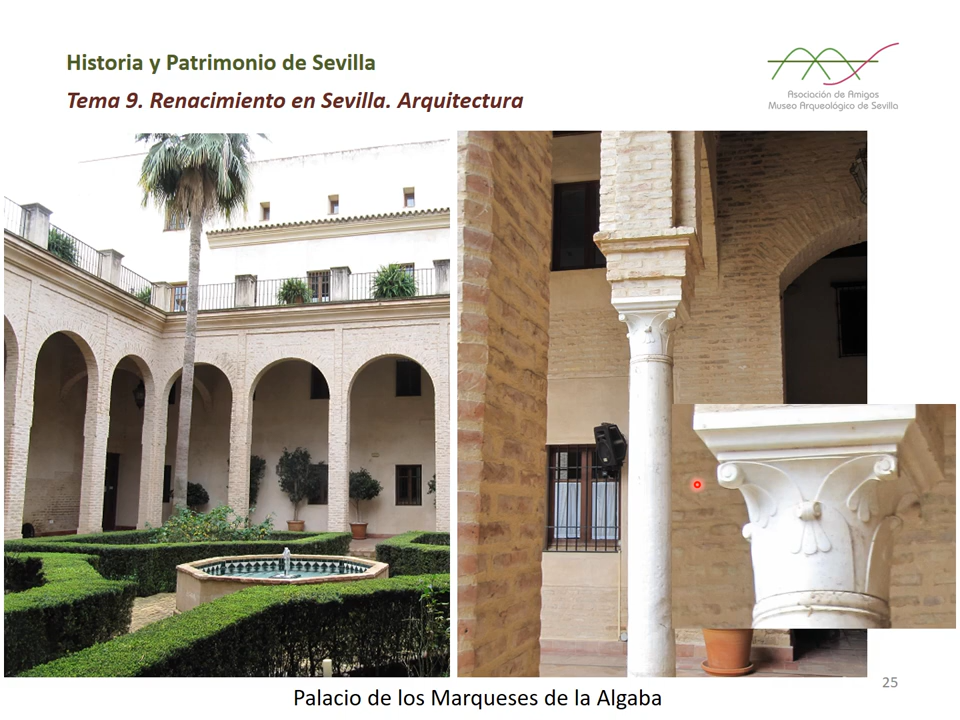 Historia y Patrimonio de Sevilla
Tema 9. Renacimiento en Sevilla. Arquitectura
Asociación de Amigos
Museo Arqueológico de Sevilla
25
Palacio de los Marqueses de la Algaba